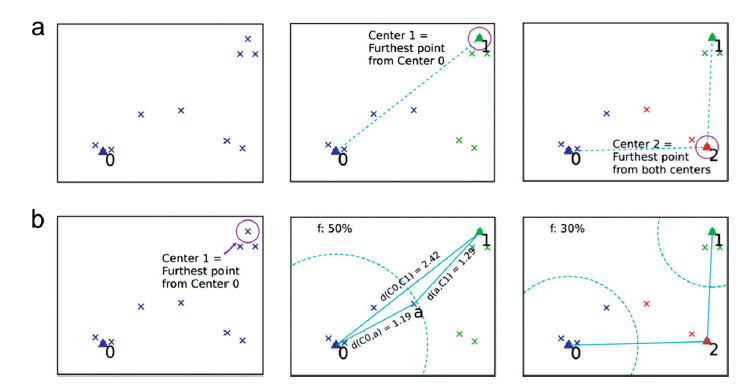 a
0
Center 1 =
Furthest point
from Center 0
1
0
1
Center 2 =
Furthest point
from both centers
0
2
b
Center 1 =
Furthest point
from Center 0
0
f: 50%
1
d(C0,C1) = 2.42
d(a,C1) = 1.29
a
d(C0,a) = 1.19
0
f: 30%
1
0
2